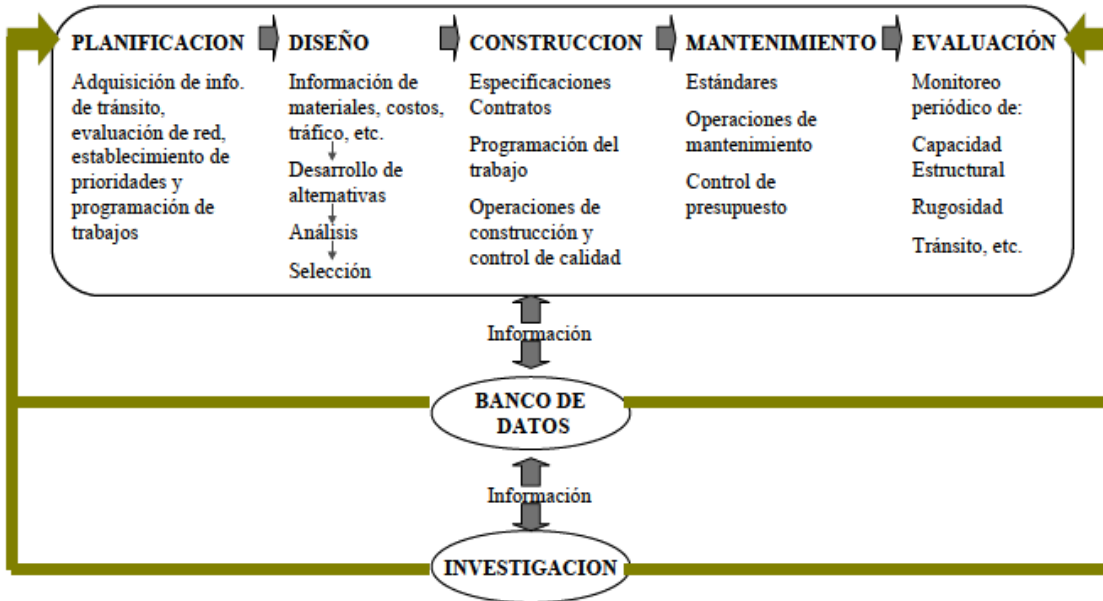 PLANIFICACION
Adquisición de info.
de tránsito,
evaluación de red,
establecimiento de
prioridades y
programación de
trabajos
DISEÑO
Información de
materiales, costos,
tráfico, etc.
Desarrollo de
alternativas
Análisis
Selección
CONSTRUCCION
Especificaciones
Contratos
Programación del
trabajo
Operaciones de
construcción y
control de calidad
MANTENIMIENTO
Estándares
Operaciones de
mantenimiento
Control de
presupuesto
EVALUACIÓN
Monitoreo
periódico de:
Capacidad
Estructural
Rugosidad
Tránsito, etc.
Información
BANCO DE
DATOS
Información
INVESTIGACION